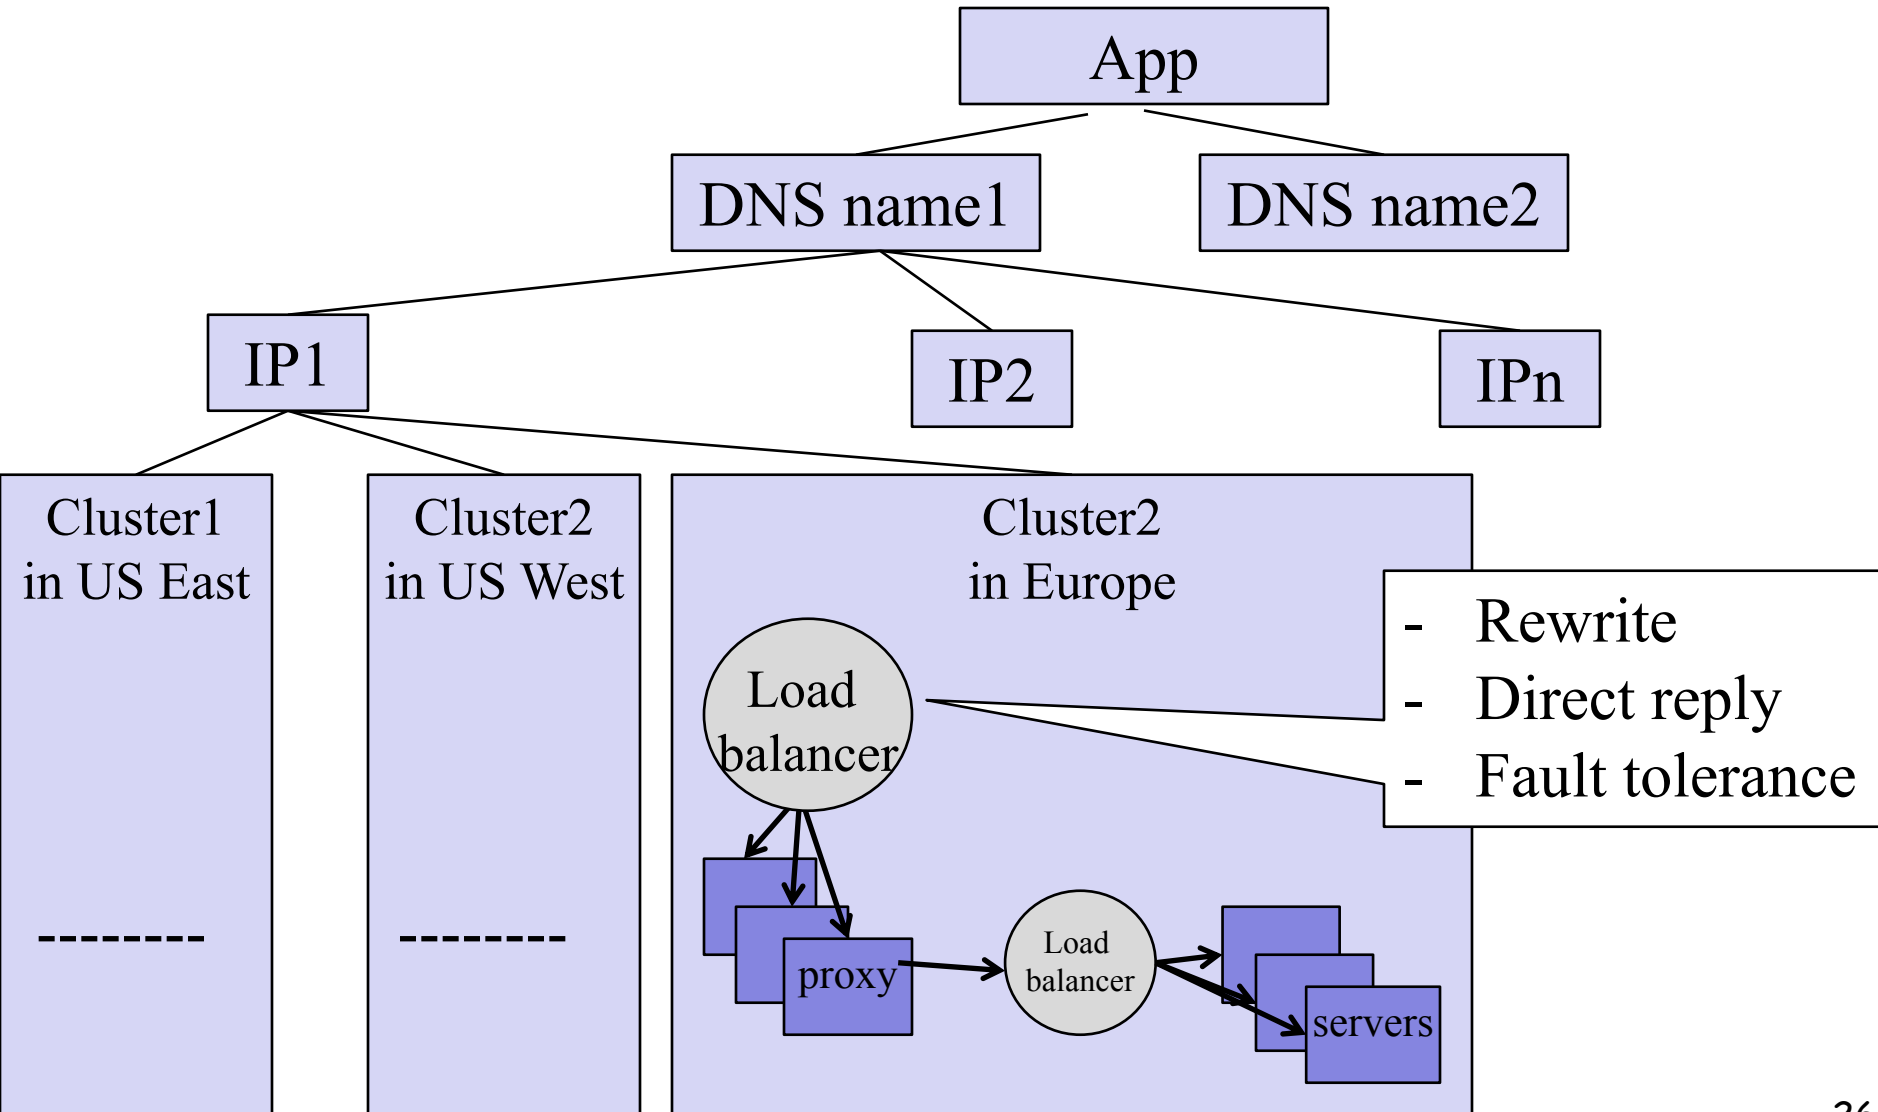 App
DNS name1
DNS name2
IP1
IP2
IPn
Cluster1
in US East
Cluster2
in US West
Cluster2
in Europe
- Rewrite
- Direct reply
- Fault tolerance
Load
balancer
proxy
Load
balancer
servers
--------
--------